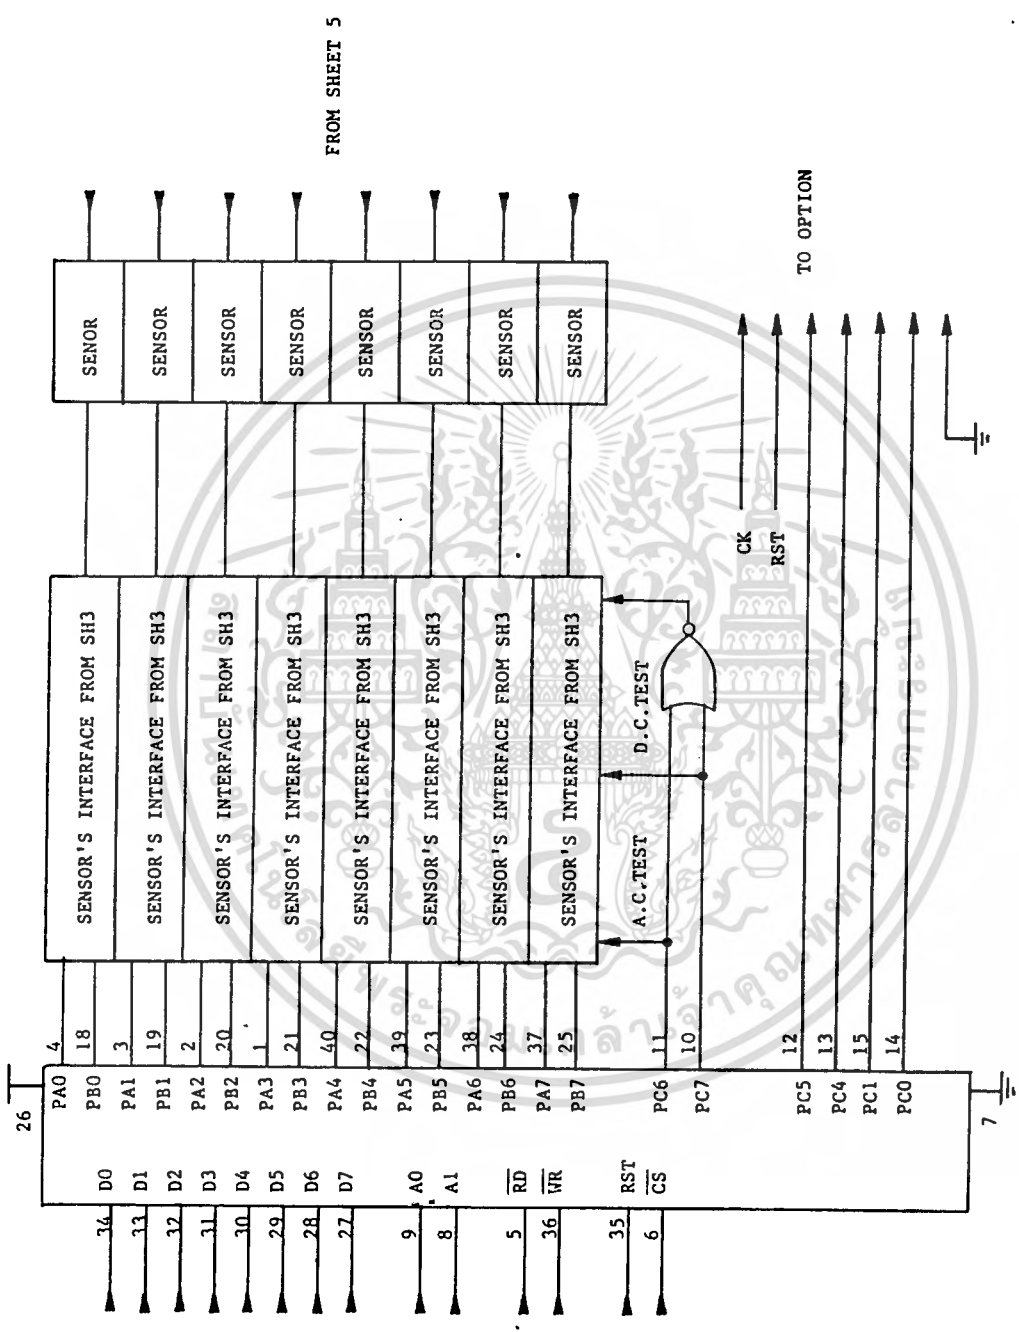 26
34 D0
33 D1
32 D2
31 D3
30 D4
29 D5
28 D6
27 D7
9 A0
8 A1
5 RD
36 WR
35 RST
6 CS
PA0 4
PB0 18
PA1 3
PB1 19
PA2 2
PB2 20
PA3 1
PB3 21
PA4 40
PB4 22
PA5 39
PB5 23
PA6 38
PB6 24
PA7 37
PB7 25
PC6 11
PC7 10
PC5 12
PC4 13
PC1 15
PC0 14
7
SENSOR'S INTERFACE FROM SH3
SENSOR'S INTERFACE FROM SH3
SENSOR'S INTERFACE FROM SH3
SENSOR'S INTERFACE FROM SH3
SENSOR'S INTERFACE FROM SH3
SENSOR'S INTERFACE FROM SH3
SENSOR'S INTERFACE FROM SH3
SENSOR'S INTERFACE FROM SH3
A.C.TEST
D.C.TEST
CK
RST
SENOR
SENSOR
SENSOR
SENSOR
SENSOR
SENSOR
SENSOR
SENSOR
FROM SHEET 5
TO OPTION